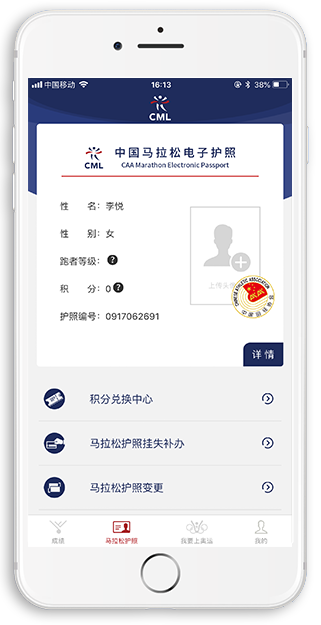 中国移动 16:13 38%
CML
CML 中国马拉松电子护照
CAA Marathon Electronic Passport
姓 名：李悦
性 别：女
跑者等级：?
积 分：0 ?
护照编号：0917062691
上传头
CHINESE ATHLETIC ASSOCIATION
中国田径协会
详 情
积分兑换中心
马拉松护照挂失补办
马拉松护照变更
成绩 马拉松护照 我要上奥运 我的